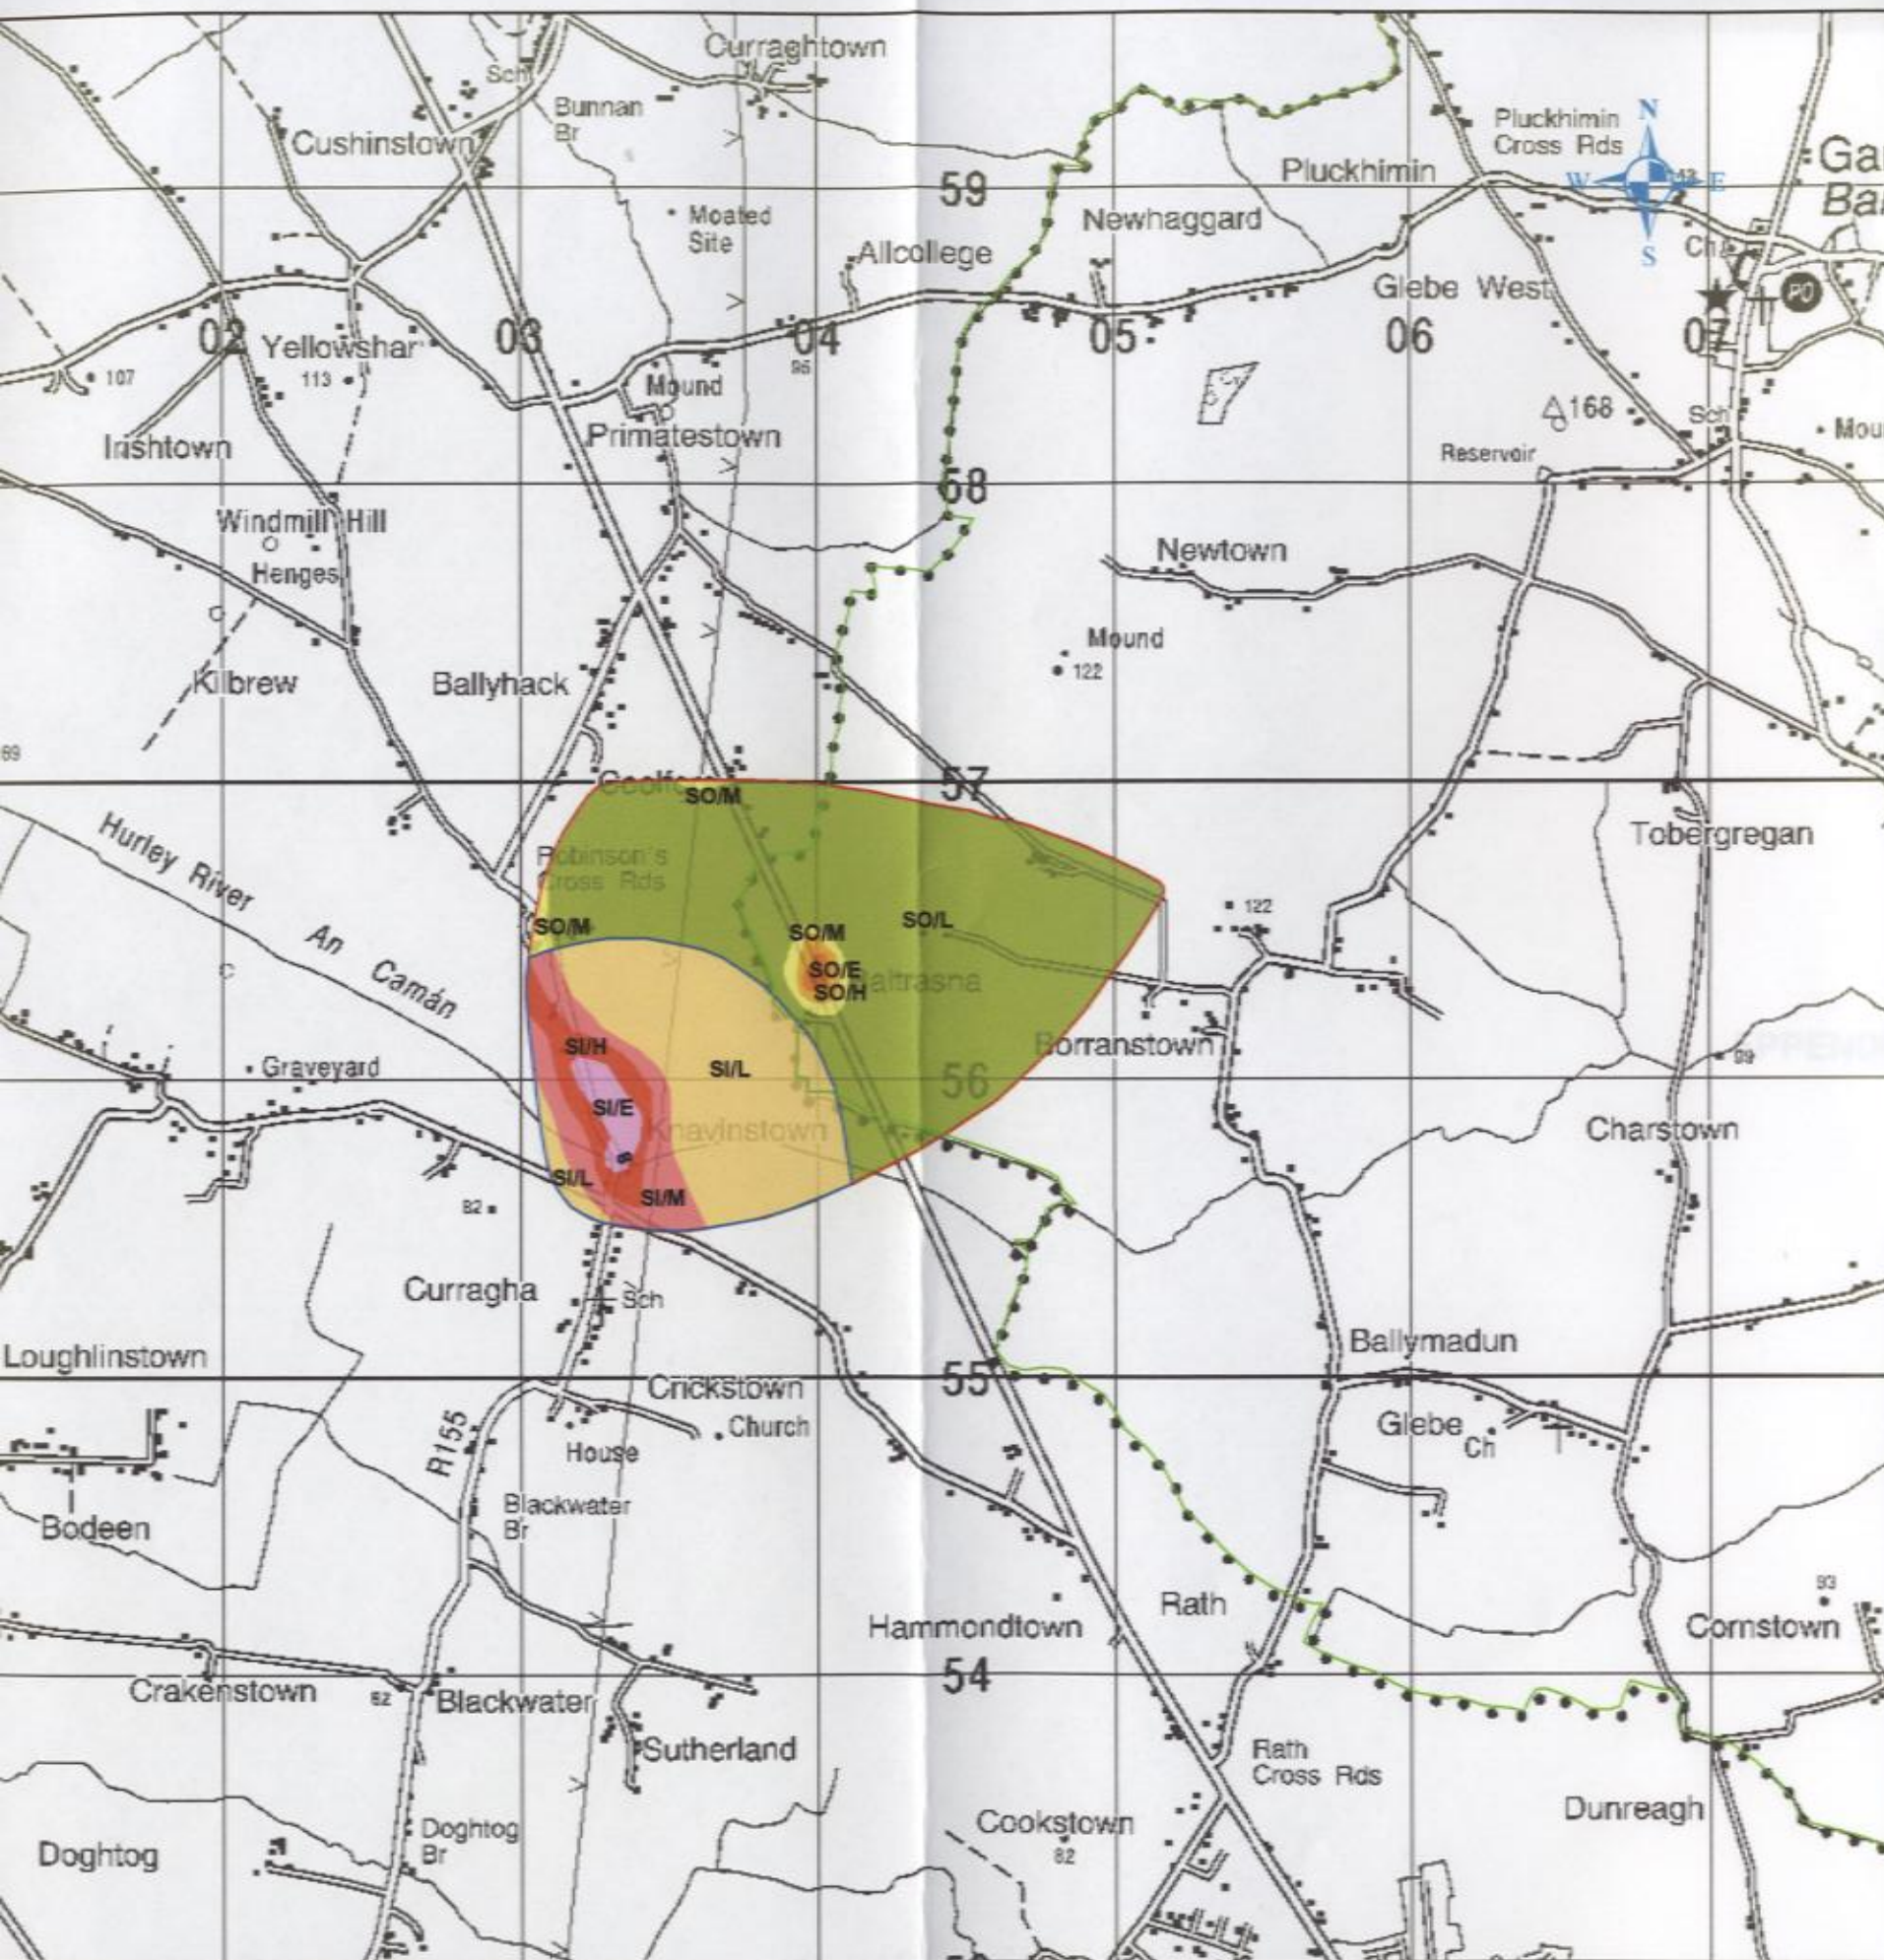 Curraghtown
Sch
Bunnan
Br
Cushinstown
Pluckhimin
Cross Rds
N
W
E
S
Pluckhimin
59
Moated
Site
Newhaggard
Allcollege
Ch
Glebe West
PO
02
03
04
05
06
07
Yellowshar
107
113
96
Mound
168
Sch
Irishtown
Primatestown
Reservoir
58
Windmill Hill
Henges
Newtown
Mound
122
Kilbrew
Ballyhack
69
57
SO/M
Hurley River
An Camán
Robinson's
Cross Rds
Tobergregan
SO/M
SO/M
SO/L
122
SO/E
SO/H
Borranstown
SI/H
SI/L
Graveyard
56
99
SI/E
Knavinstown
Charstown
SI/L
SI/M
82
Curragha
Sch
Loughlinstown
Ballymadun
55
Crickstown
Church
House
R155
Glebe
Ch
Blackwater
Br
Bodeen
Rath
93
Hammondtown
Cornstown
54
Crakenstown
82
Blackwater
Sutherland
Rath
Cross Rds
Dunreagh
Cookstown
82
Doghtog
Br
Doghtog